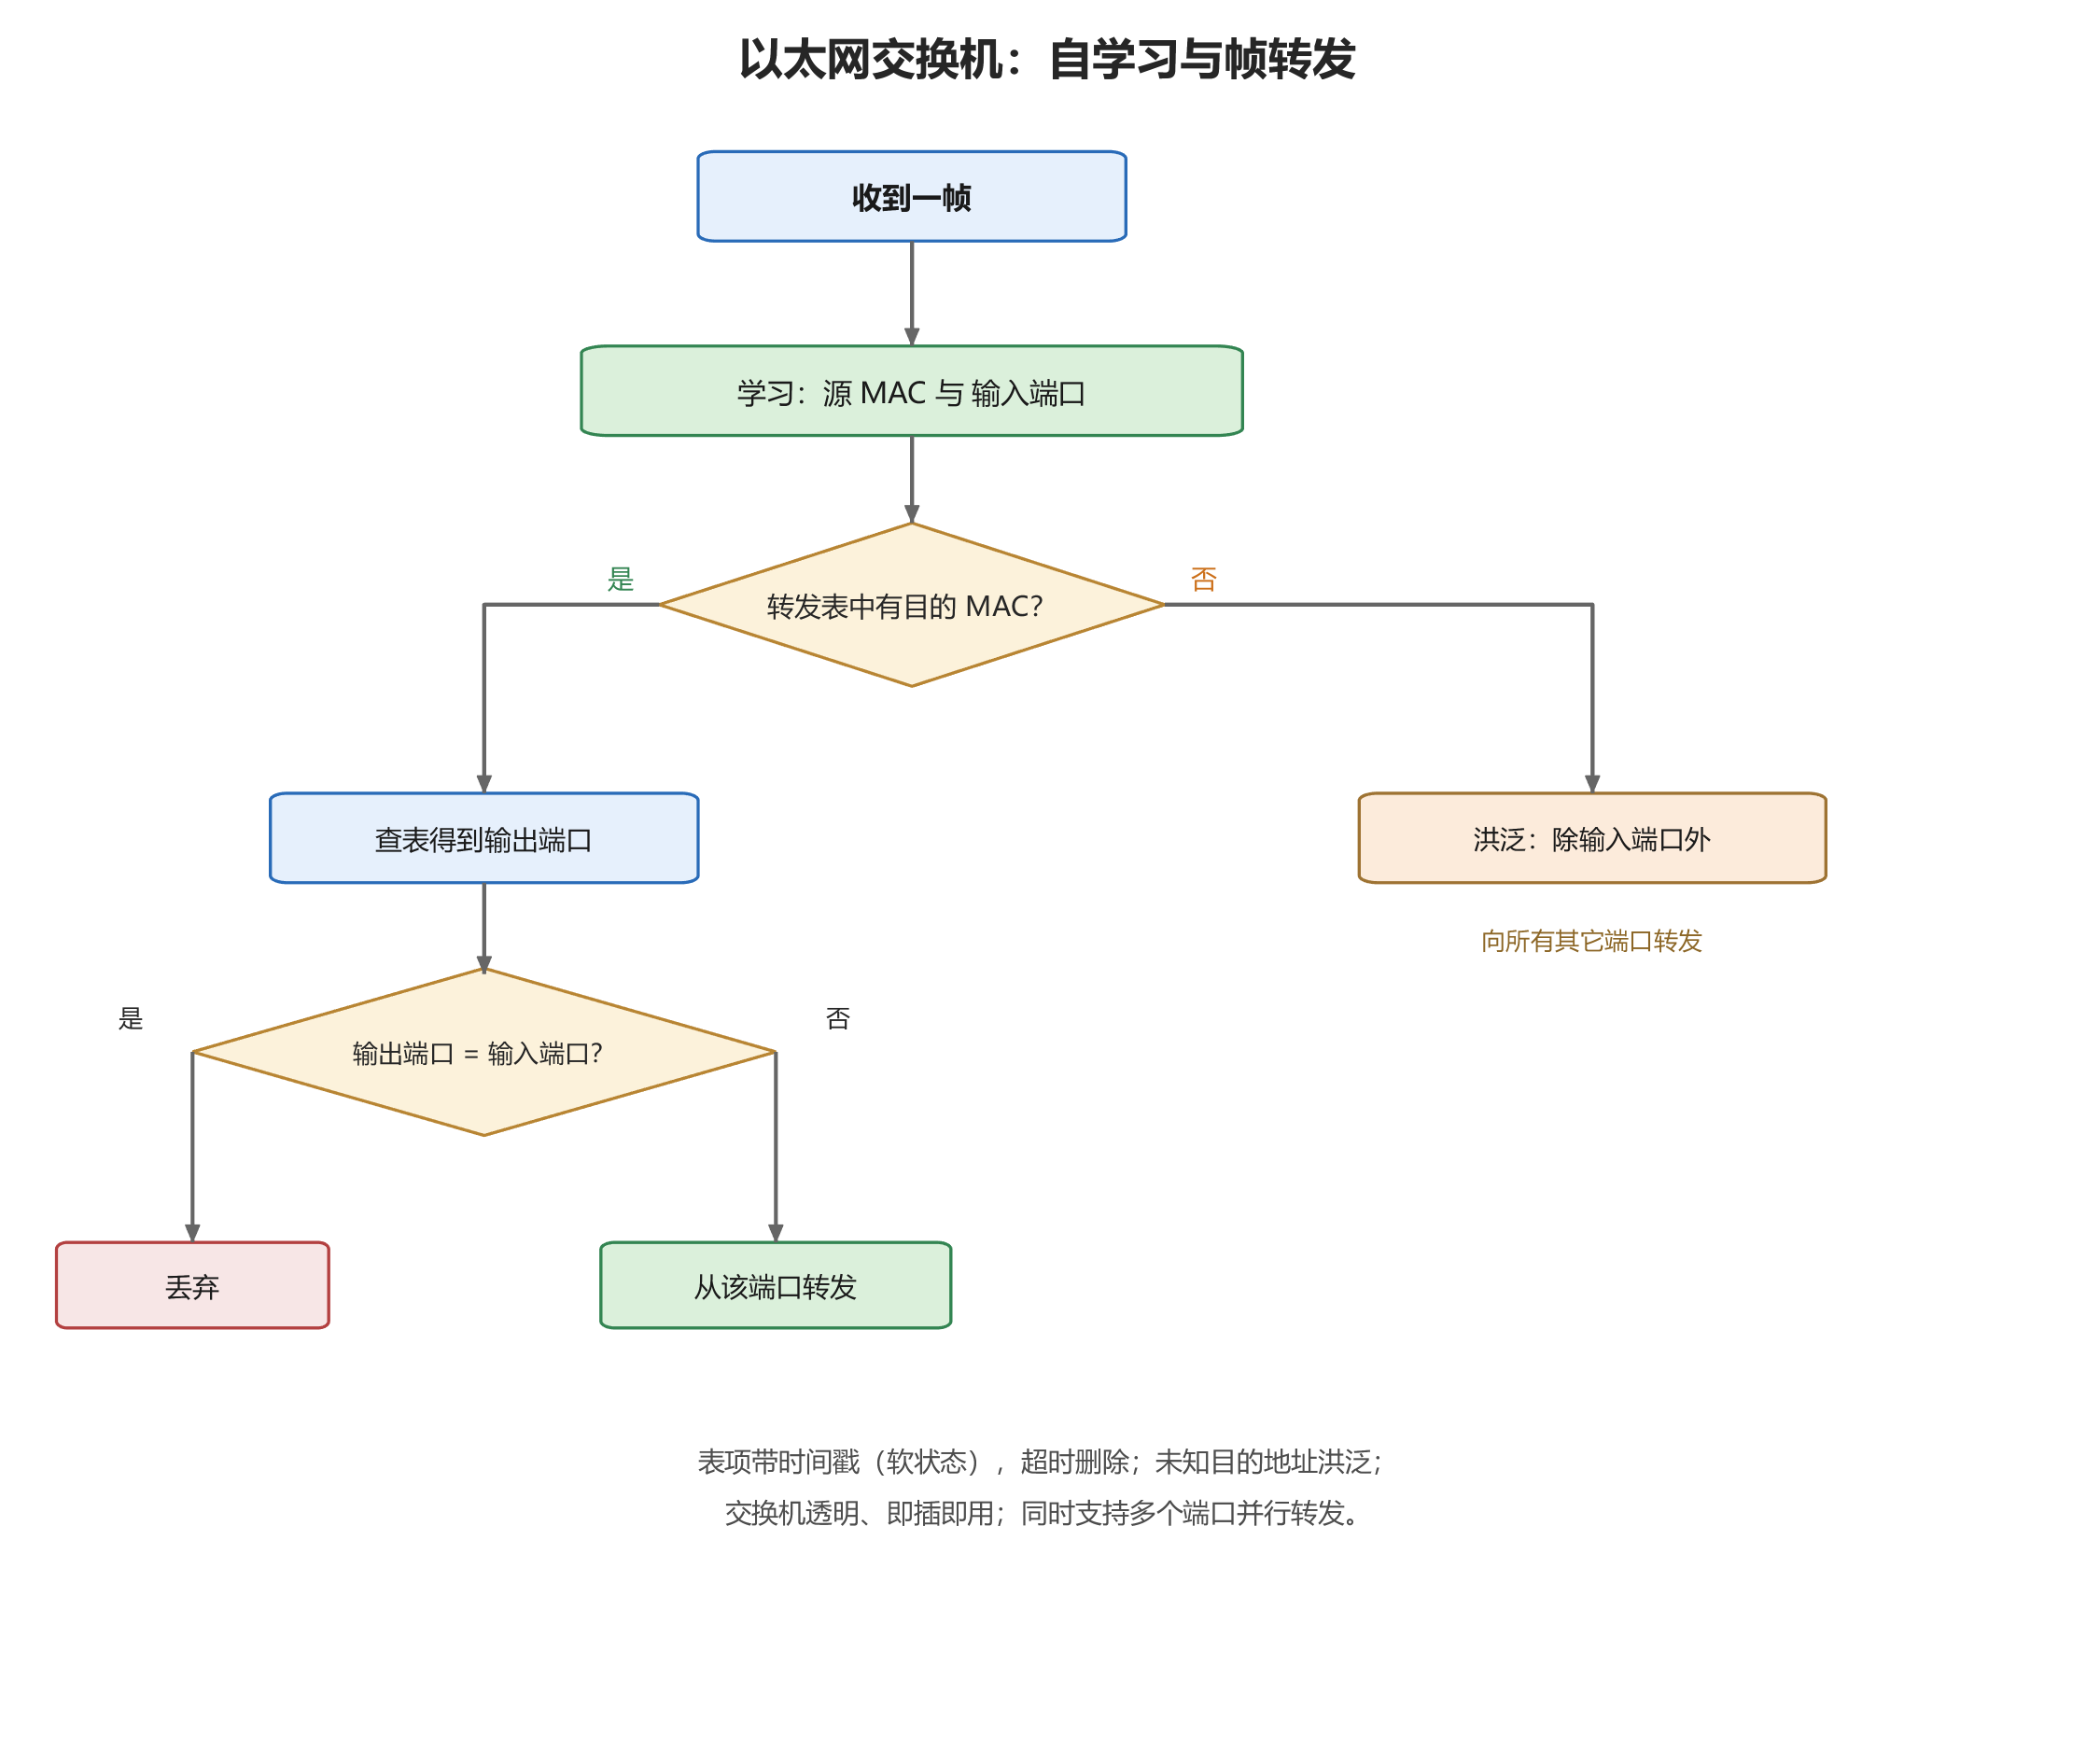 以太网交换机：自学习与帧转发
收到一帧
学习：源 MAC 与 输入端口
是
否
转发表中有目的 MAC？
查表得到输出端口
洪泛：除输入端口外
向所有其它端口转发
是
否
输出端口 = 输入端口？
丢弃
从该端口转发
表项带时间戳（软状态），超时删除；未知目的地址洪泛；
交换机透明、即插即用；同时支持多个端口并行转发。